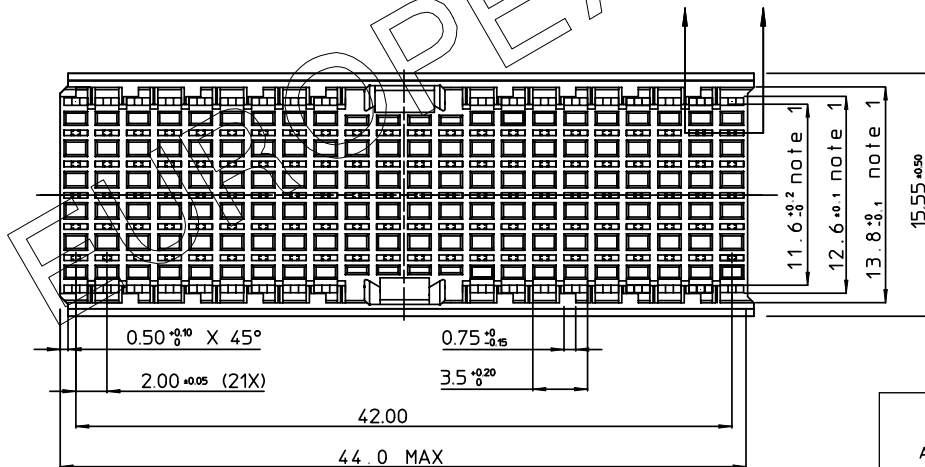 EUROPEA
11.6 +0.2 -0 note 1
12.6 ±0.1 note 1
13.8 +0 -0.1 note 1
15.55 ±0.50
0.50 +0.10 0 X 45°
0.75 +0 -0.15
2.00 ±0.05 (21X)
3.5 +0.20 0
42.00
44.0 MAX
A